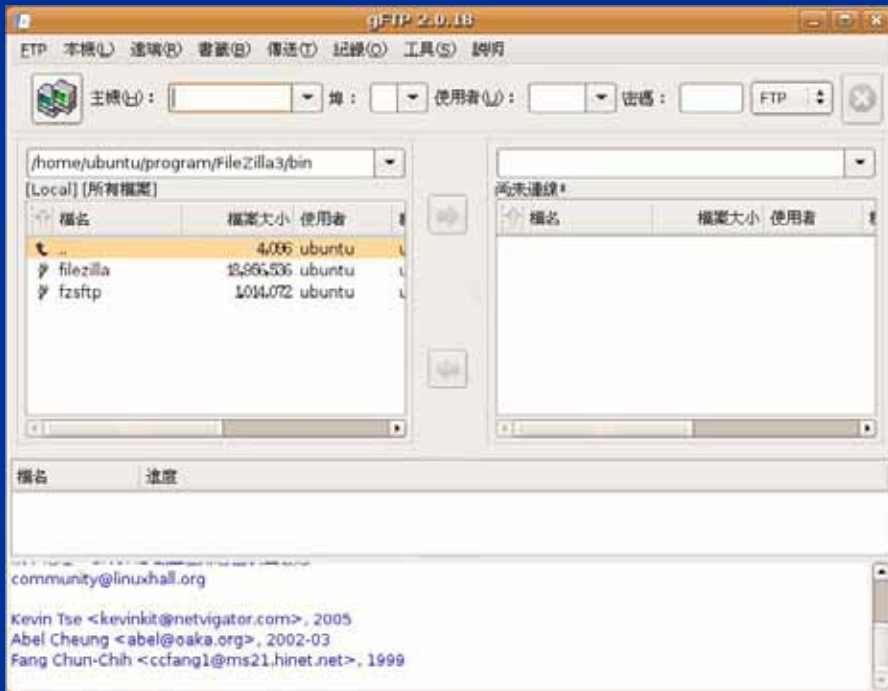 gFTP 2.0.18
FTP 本機(L) 遠端(R) 書籤(B) 傳送(T) 記錄(O) 工具(S) 說明
主機(H)： 埠： 使用者(U)： 密碼： FTP
/home/ubuntu/program/FileZilla3/bin
[Local] [所有檔案]
尚未連線*
檔名 檔案大小 使用者
檔名 檔案大小 使用者
.. 4,096 ubuntu
filezilla 18,956,536 ubuntu
fzsftp 1,014,072 ubuntu
檔名 進度
community@linuxhall.org
Kevin Tse <kevinkit@netvigator.com>, 2005
Abel Cheung <abel@oaka.org>, 2002-03
Fang Chun-Chih <ccfang1@ms21.hinet.net>, 1999